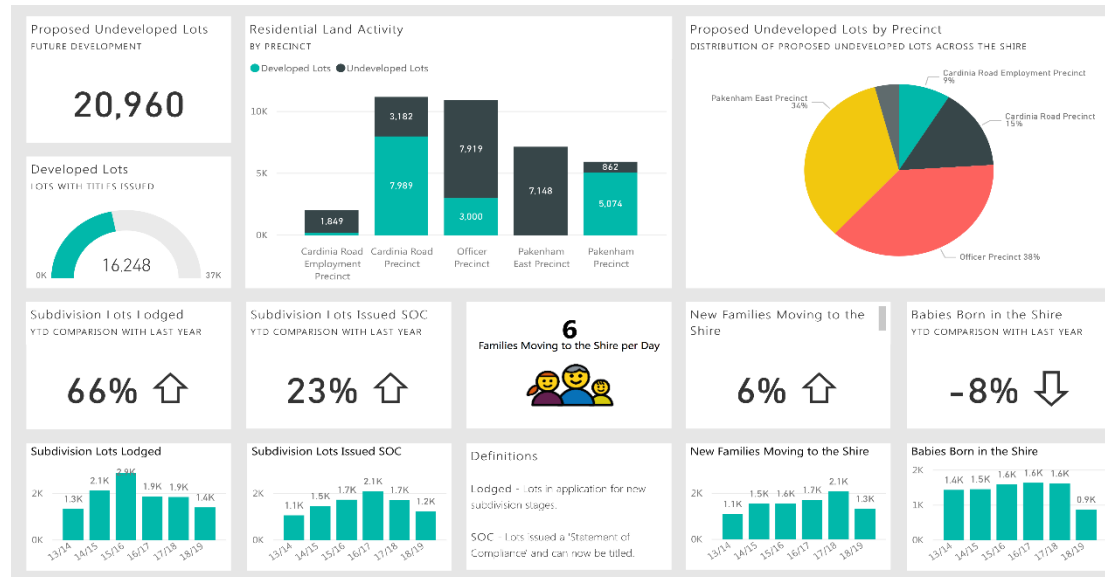 Proposed Undeveloped Lots
FUTURE DEVELOPMENT
20,960
Developed Lots
LOTS WITH TITLES ISSUED
0K
16,248
37K
Residential Land Activity
BY PRECINCT
Developed Lots Undeveloped Lots
10K
5K
0K
1,849
3,182
7,989
7,919
3,000
7,148
862
5,074
Cardinia Road
Employment
Precinct
Cardinia Road
Precinct
Officer
Precinct
Pakenham
East Precinct
Pakenham
Precinct
Proposed Undeveloped Lots by Precinct
DISTRIBUTION OF PROPOSED UNDEVELOPED LOTS ACROSS THE SHIRE
Cardinia Road Employment Precinct
9%
Cardinia Road Precinct
15%
Officer Precinct 38%
Pakenham East Precinct
34%
Subdivision Lots Lodged
YTD COMPARISON WITH LAST YEAR
66%
Subdivision Lots Issued SOC
YTD COMPARISON WITH LAST YEAR
23%
6
Families Moving to the Shire per Day
New Families Moving to the
Shire
6%
Babies Born in the Shire
YTD COMPARISON WITH LAST YEAR
-8%
Subdivision Lots Lodged
2K
0K
1.3K
2.1K
2.9K
1.9K
1.9K
1.4K
13/14
14/15
15/16
16/17
17/18
18/19
Subdivision Lots Issued SOC
2K
0K
1.1K
1.5K
1.7K
2.1K
1.7K
1.2K
13/14
14/15
15/16
16/17
17/18
18/19
Definitions
Lodged - Lots in application for new
subdivision stages.
SOC - Lots issued a 'Statement of
Compliance' and can now be titled.
New Families Moving to the Shire
2K
0K
1.1K
1.5K
1.6K
1.7K
2.1K
1.3K
13/14
14/15
15/16
16/17
17/18
18/19
Babies Born in the Shire
2K
1K
0K
1.4K
1.5K
1.6K
1.6K
1.6K
0.9K
13/14
14/15
15/16
16/17
17/18
18/19